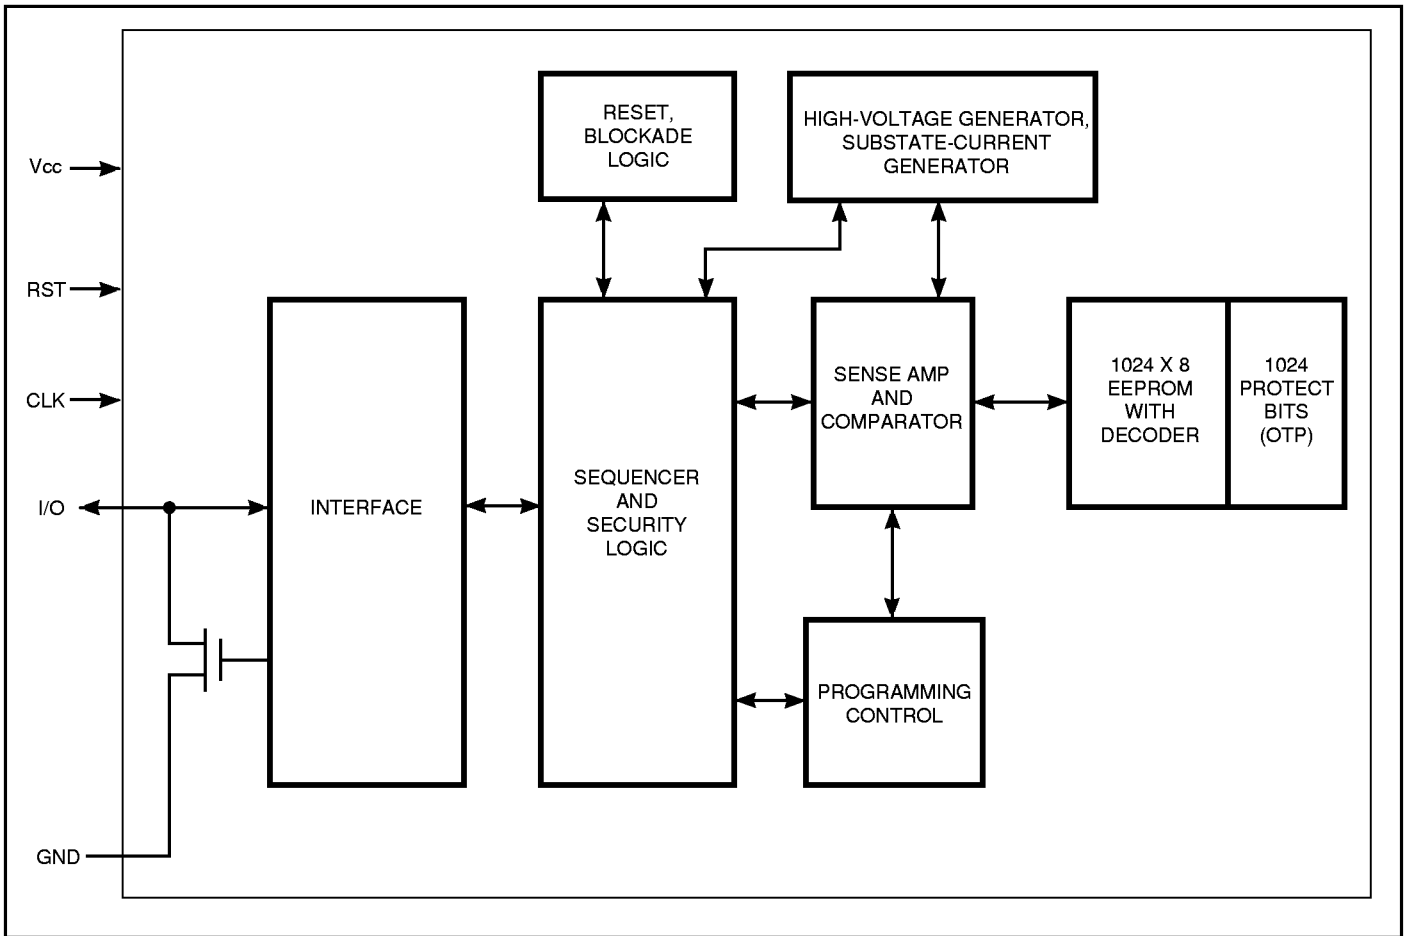 RESET,
BLOCKADE
LOGIC
HIGH-VOLTAGE GENERATOR,
SUBSTATE-CURRENT
GENERATOR
Vcc
RST
CLK
I/O
GND
INTERFACE
SEQUENCER
AND
SECURITY
LOGIC
SENSE AMP
AND
COMPARATOR
1024 X 8
EEPROM
WITH
DECODER
1024
PROTECT
BITS
(OTP)
PROGRAMMING
CONTROL